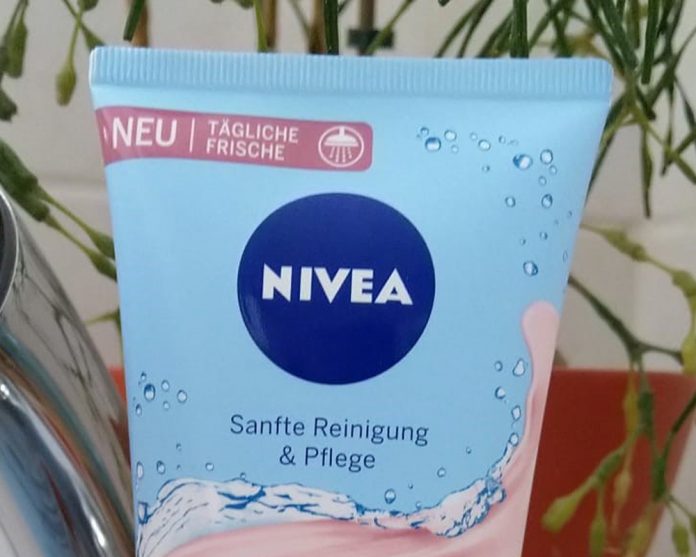 NEU | TÄGLICHE
FRISCHE
NIVEA
Sanfte Reinigung
& Pflege